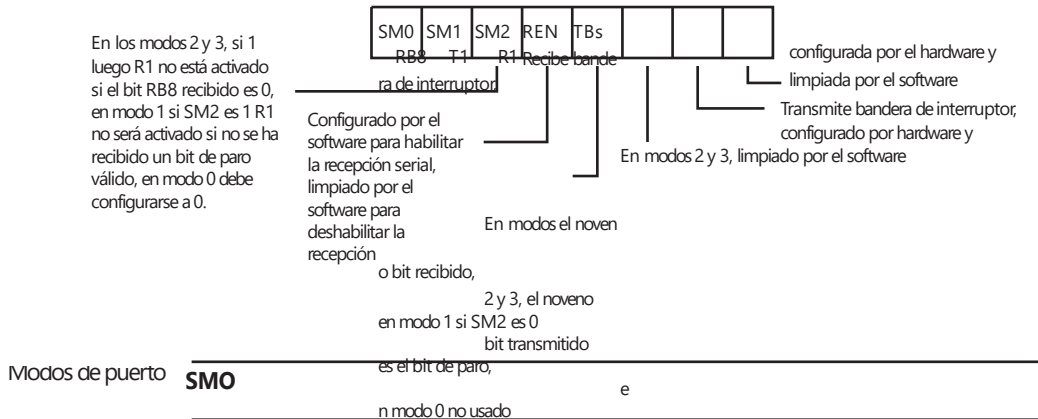 SM0 SM1 SM2 REN TBs
RB8 T1 R1 Recibe bande
ra de interruptor,
En los modos 2 y 3, si 1
luego R1 no está activado
si el bit RB8 recibido es 0,
en modo 1 si SM2 es 1 R1
no será activado si no se ha
recibido un bit de paro
válido, en modo 0 debe
configurarse a 0.
Configurado por el
software para habilitar
la recepción serial,
limpiado por el
software para
deshabilitar la
recepción
configurada por el hardware y
limpiada por el software
Transmite bandera de interruptor,
configurado por hardware y
En modos 2 y 3, limpiado por el software
En modos el noven
o bit recibido,
2 y 3, el noveno
en modo 1 si SM2 es 0
bit transmitido
es el bit de paro,
e
n modo 0 no usado
Modos de puerto SMO